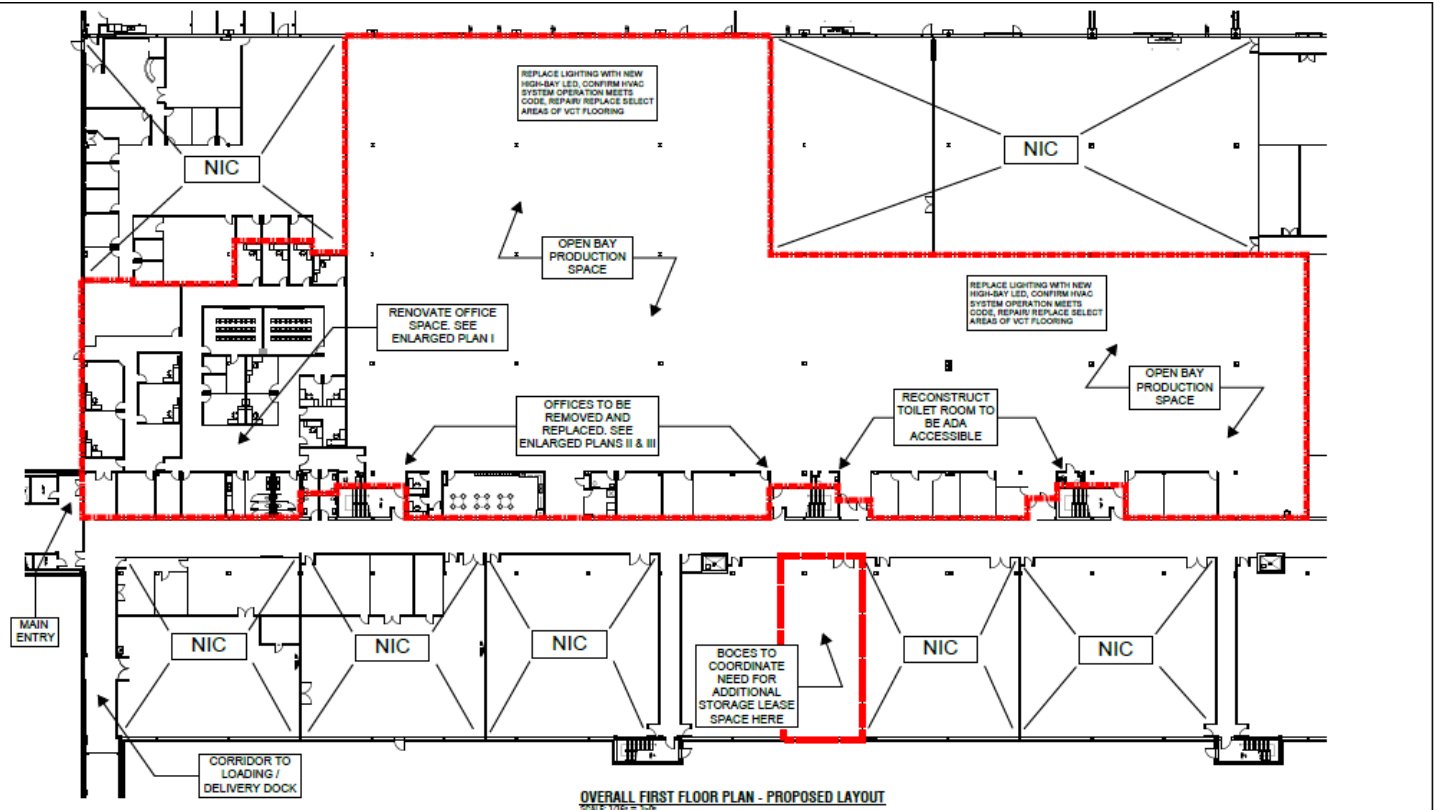 REPLACE LIGHTING WITH NEW
HIGH-BAY LED, CONFIRM HVAC
SYSTEM OPERATION MEETS
CODE, REPAIR/ REPLACE SELECT
AREAS OF VCT FLOORING
NIC
NIC
OPEN BAY
PRODUCTION
SPACE
REPLACE LIGHTING WITH NEW
HIGH-BAY LED, CONFIRM HVAC
SYSTEM OPERATION MEETS
CODE, REPAIR/ REPLACE SELECT
AREAS OF VCT FLOORING
RENOVATE OFFICE
SPACE. SEE
ENLARGED PLAN I
OPEN BAY
PRODUCTION
SPACE
OFFICES TO BE
REMOVED AND
REPLACED. SEE
ENLARGED PLANS II & III
RECONSTRUCT
TOILET ROOM TO
BE ADA
ACCESSIBLE
MAIN
ENTRY
NIC
NIC
NIC
BOCES TO
COORDINATE
NEED FOR
ADDITIONAL
STORAGE LEASE
SPACE HERE
NIC
NIC
CORRIDOR TO
LOADING /
DELIVERY DOCK
OVERALL FIRST FLOOR PLAN - PROPOSED LAYOUT